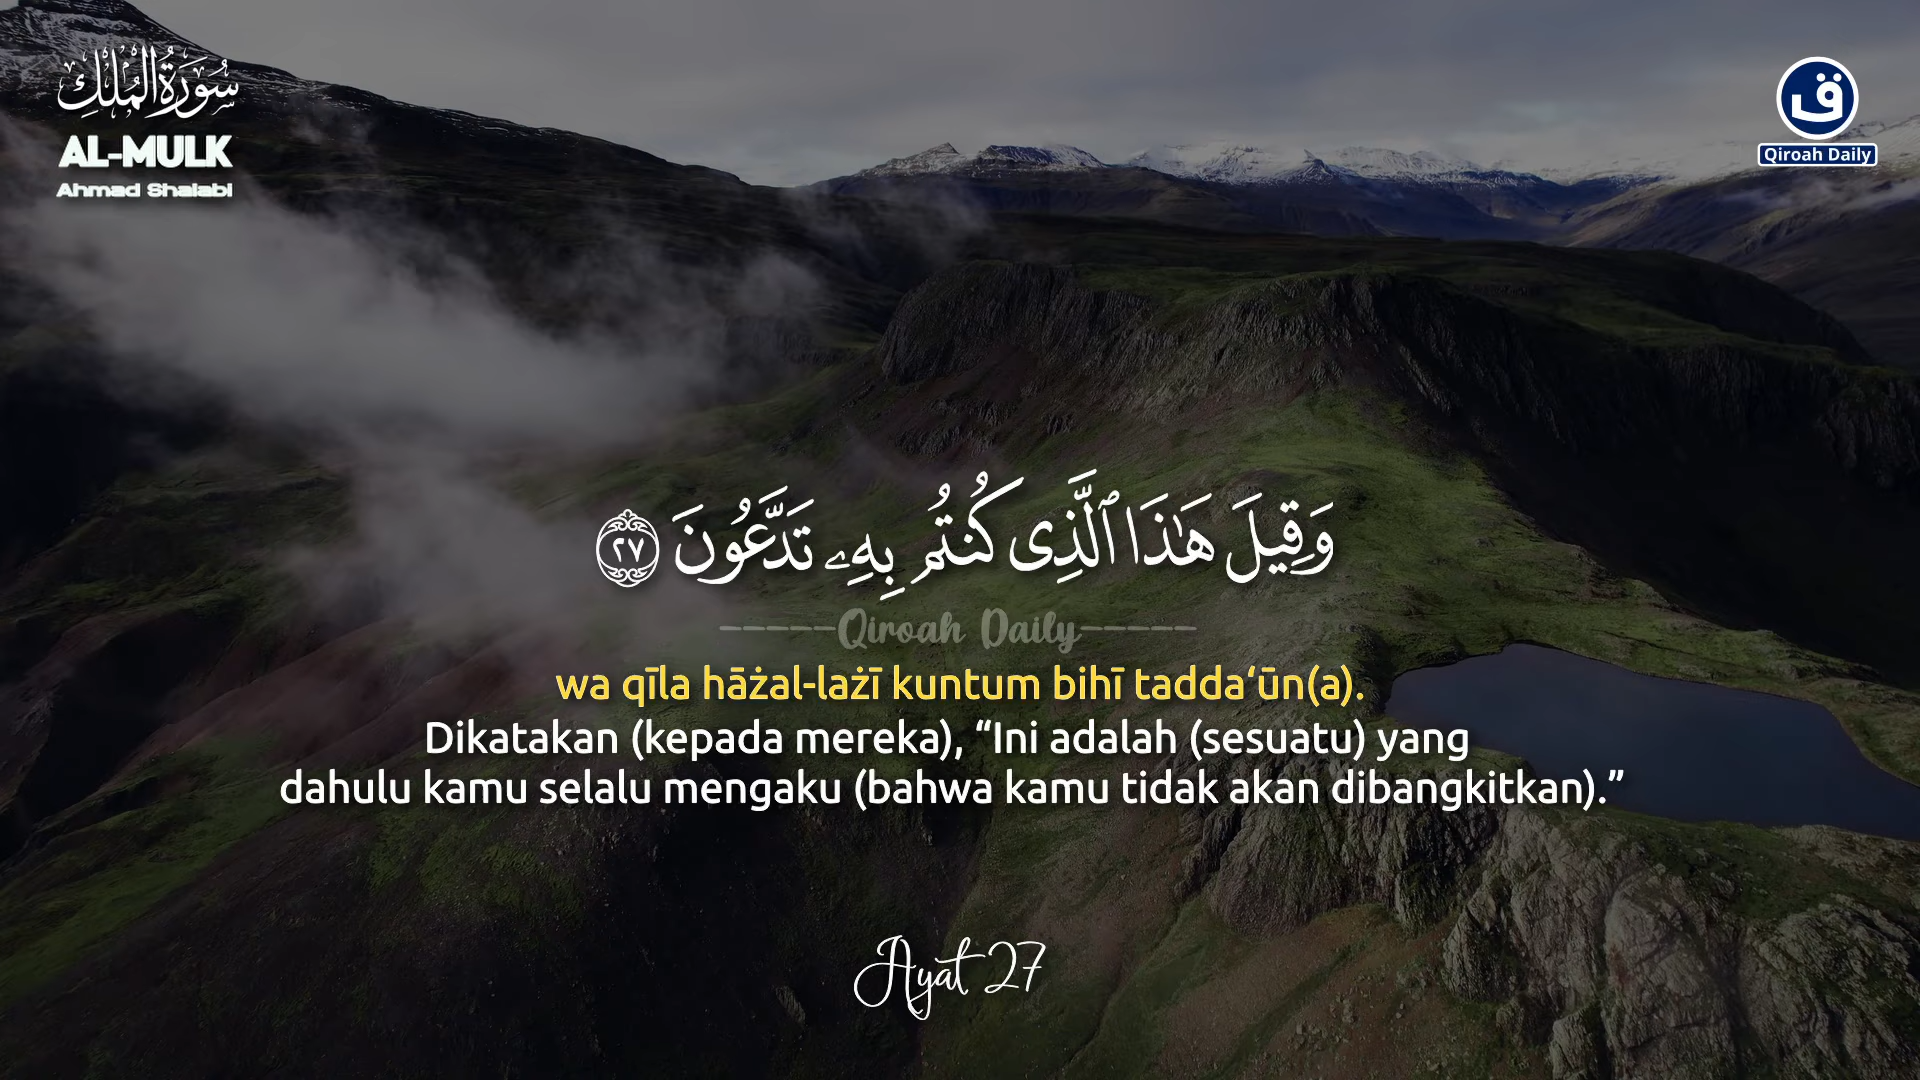 سُورَةُ الْمُلْكِ
AL-MULK
Ahmad Shalabi
ق
Qiroah Daily
وَقِيلَ هَٰذَا ٱلَّذِى كُنتُم بِهِۦ تَدَّعُونَ ٢٧
-----Qiroah Daily-----
wa qīla hāżal-lażī kuntum bihī tadda‘ūn(a).
Dikatakan (kepada mereka), “Ini adalah (sesuatu) yang
dahulu kamu selalu mengaku (bahwa kamu tidak akan dibangkitkan).”
Ayat 27